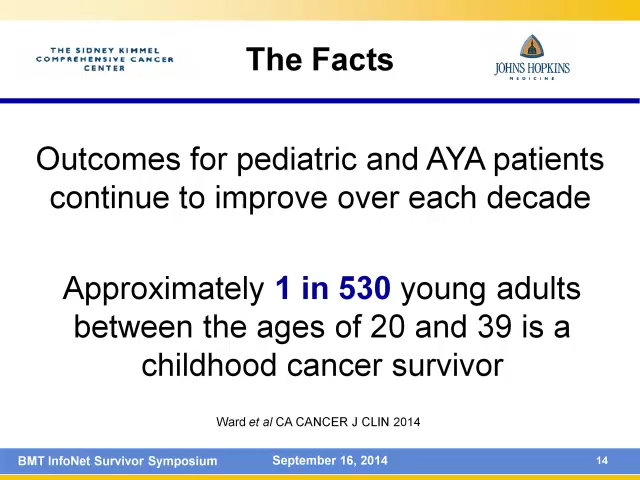 THE SIDNEY KIMMEL
COMPREHENSIVE CANCER
CENTER
The Facts
JOHNS HOPKINS
MEDICINE
Outcomes for pediatric and AYA patients
continue to improve over each decade
Approximately 1 in 530 young adults
between the ages of 20 and 39 is a
childhood cancer survivor
Ward et al CA CANCER J CLIN 2014
BMT InfoNet Survivor Symposium
September 16, 2014
14